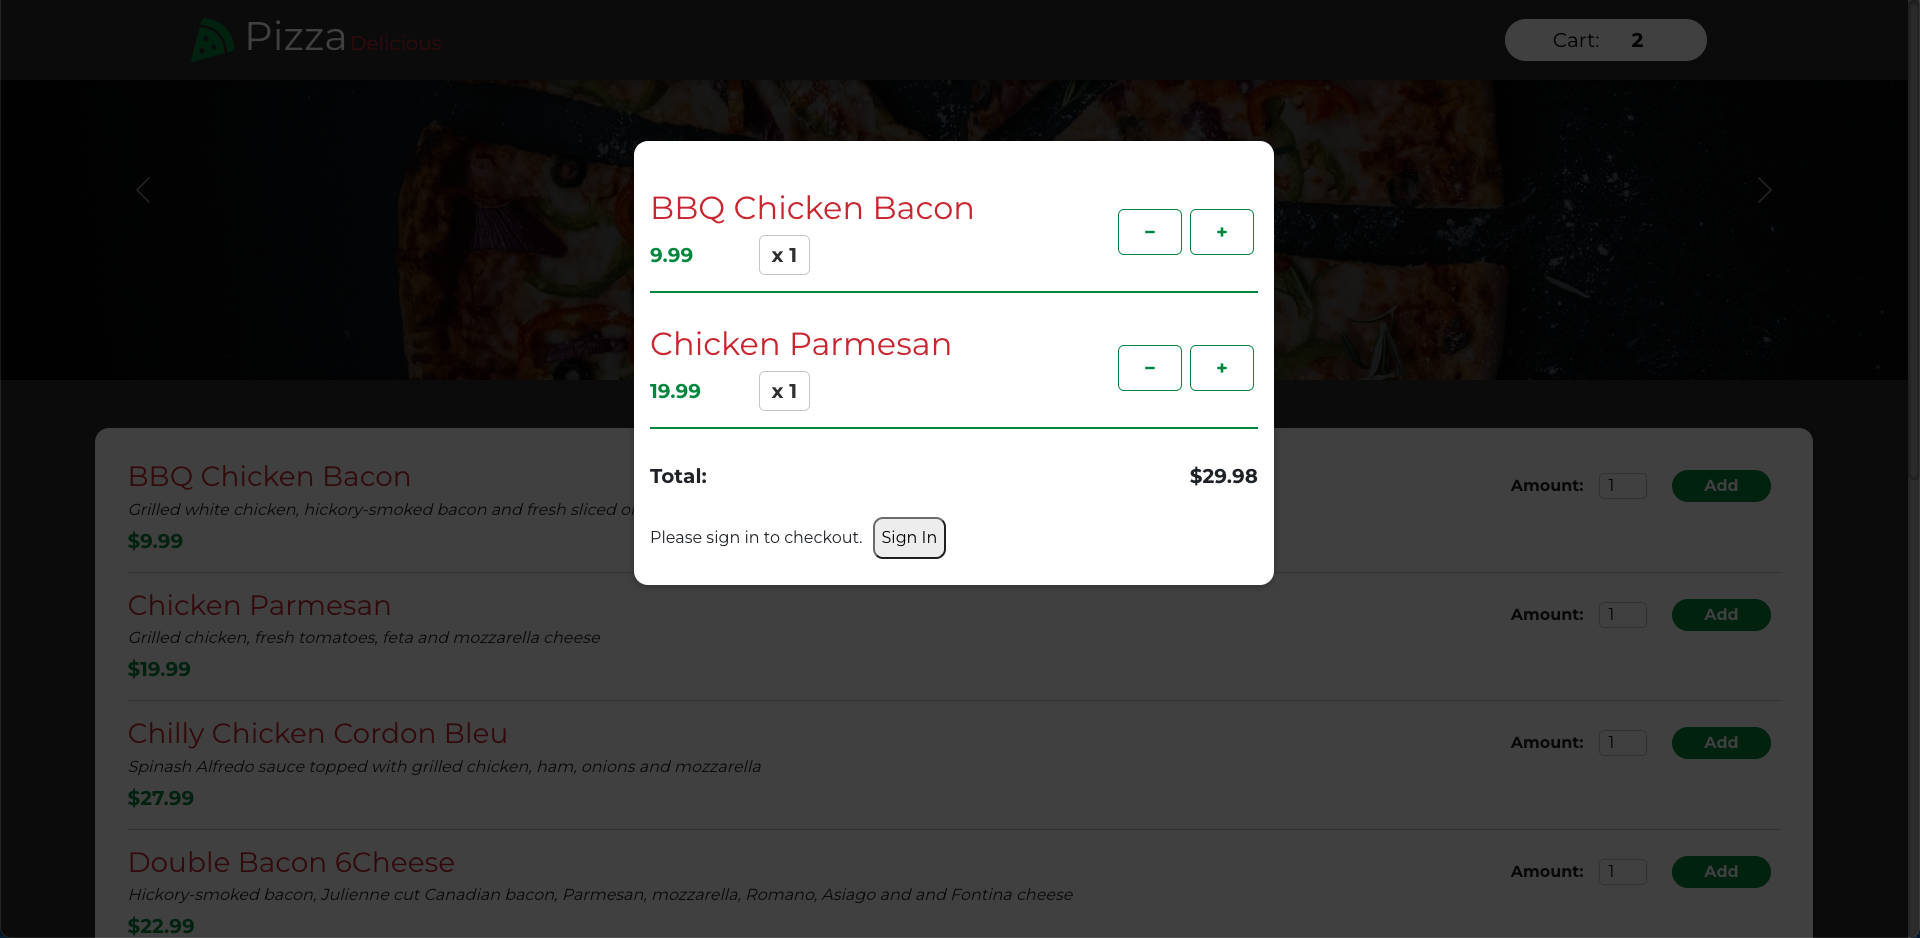 Pizza Delicious
Cart: 2
BBQ Chicken Bacon
9.99 x 1
− +
Chicken Parmesan
19.99 x 1
− +
Total: $29.98
Please sign in to checkout. Sign In
BBQ Chicken Bacon
Grilled white chicken, hickory-smoked bacon and fresh sliced
$9.99
Amount: 1 Add
Chicken Parmesan
Grilled chicken, fresh tomatoes, feta and mozzarella cheese
$19.99
Amount: 1 Add
Chilly Chicken Cordon Bleu
Spinash Alfredo sauce topped with grilled chicken, ham, onions and mozzarella
$27.99
Amount: 1 Add
Double Bacon 6Cheese
Hickory-smoked bacon, Julienne cut Canadian bacon, Parmesan, mozzarella, Romano, Asiago and and Fontina cheese
$22.99
Amount: 1 Add